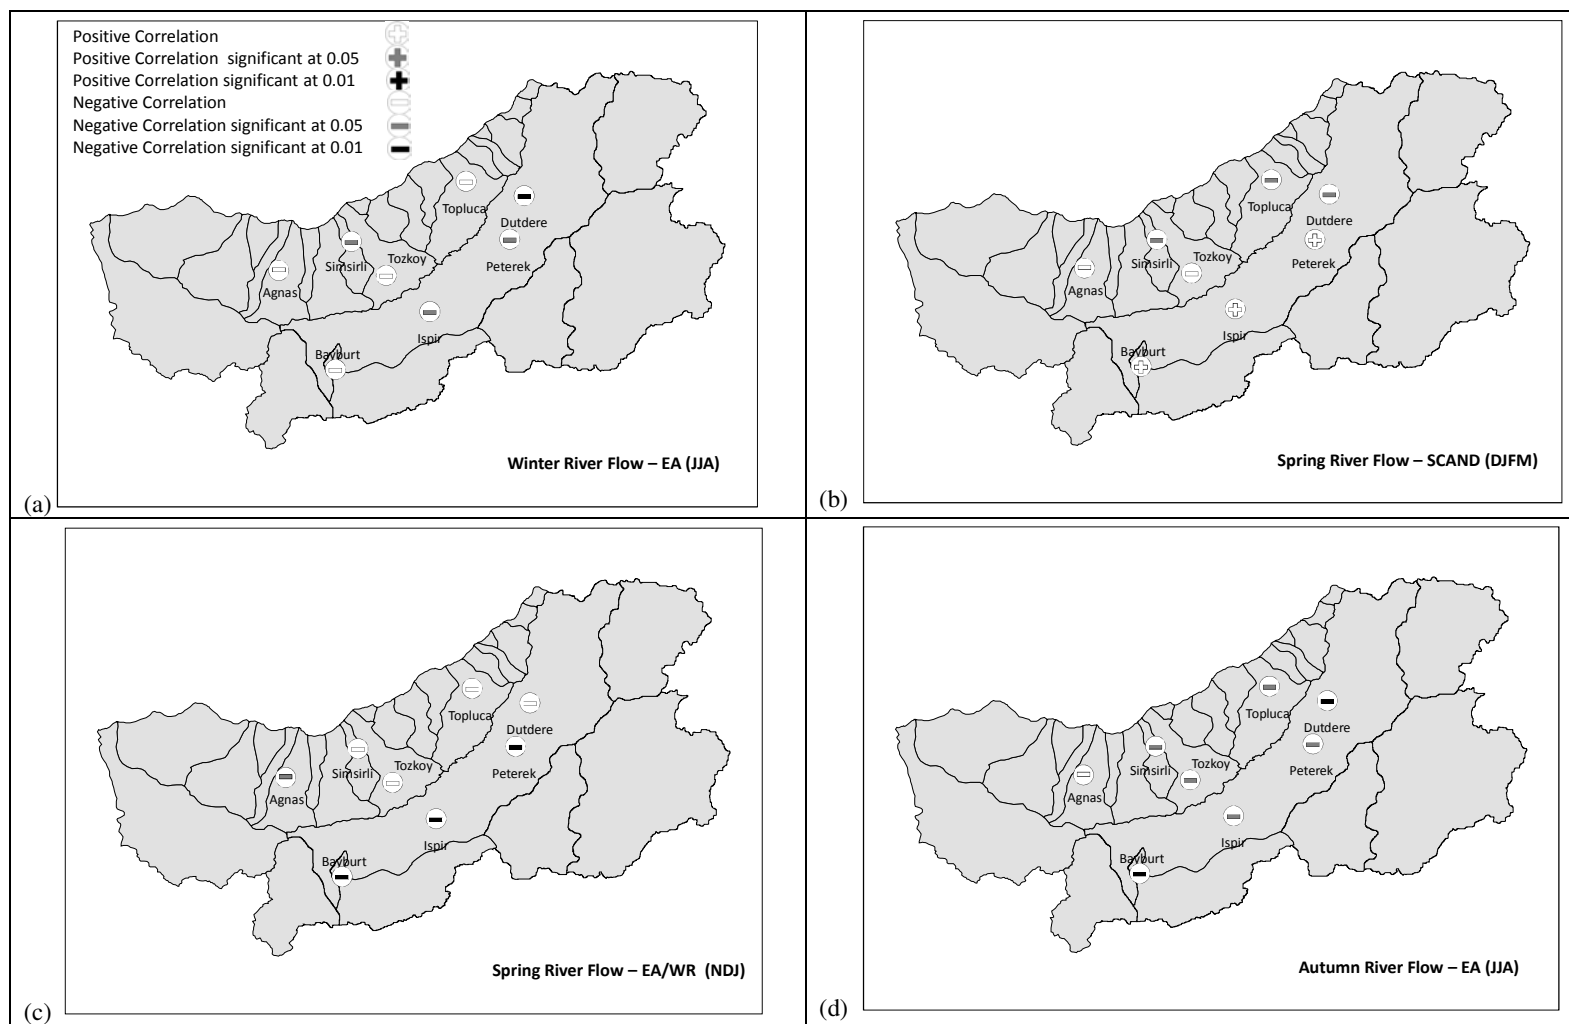 Positive Correlation
Positive Correlation significant at 0.05
Positive Correlation significant at 0.01
Negative Correlation
Negative Correlation significant at 0.05
Negative Correlation significant at 0.01
Topluca
Dutdere
Simsirli
Tozkoy
Peterek
Agnas
Ispir
Bayburt
Winter River Flow – EA (JJA)
(a)
Topluca
Dutdere
Simsirli
Tozkoy
Peterek
Agnas
Ispir
Bayburt
Spring River Flow – SCAND (DJFM)
(b)
Topluca
Dutdere
Simsirli
Tozkoy
Peterek
Agnas
Ispir
Bayburt
Spring River Flow – EA/WR (NDJ)
(c)
Topluca
Dutdere
Simsirli
Tozkoy
Peterek
Agnas
Ispir
Bayburt
Autumn River Flow – EA (JJA)
(d)